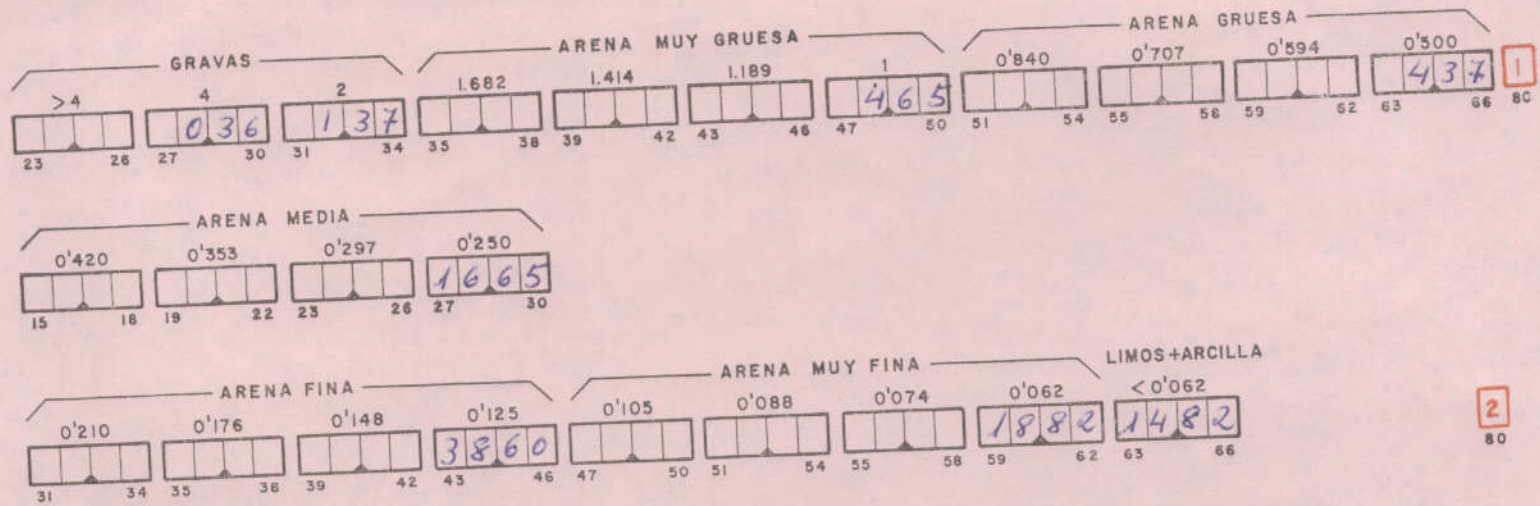 GRAVAS ARENA MUY GRUESA ARENA GRUESA
>4 4 2 1.682 1.414 1.189 1 0'840 0'707 0'594 0'500
036 137 465 437 1
23 26 27 30 31 34 35 38 39 42 43 46 47 50 51 54 55 58 59 62 63 66 80
ARENA MEDIA
0'420 0'353 0'297 0'250
1665
15 18 19 22 23 26 27 30
ARENA FINA ARENA MUY FINA LIMOS+ARCILLA
0'210 0'176 0'148 0'125 0'105 0'088 0'074 0'062 <0'062
3860 1882 1482 2
31 34 35 38 39 42 43 46 47 50 51 54 55 58 59 62 63 66 80